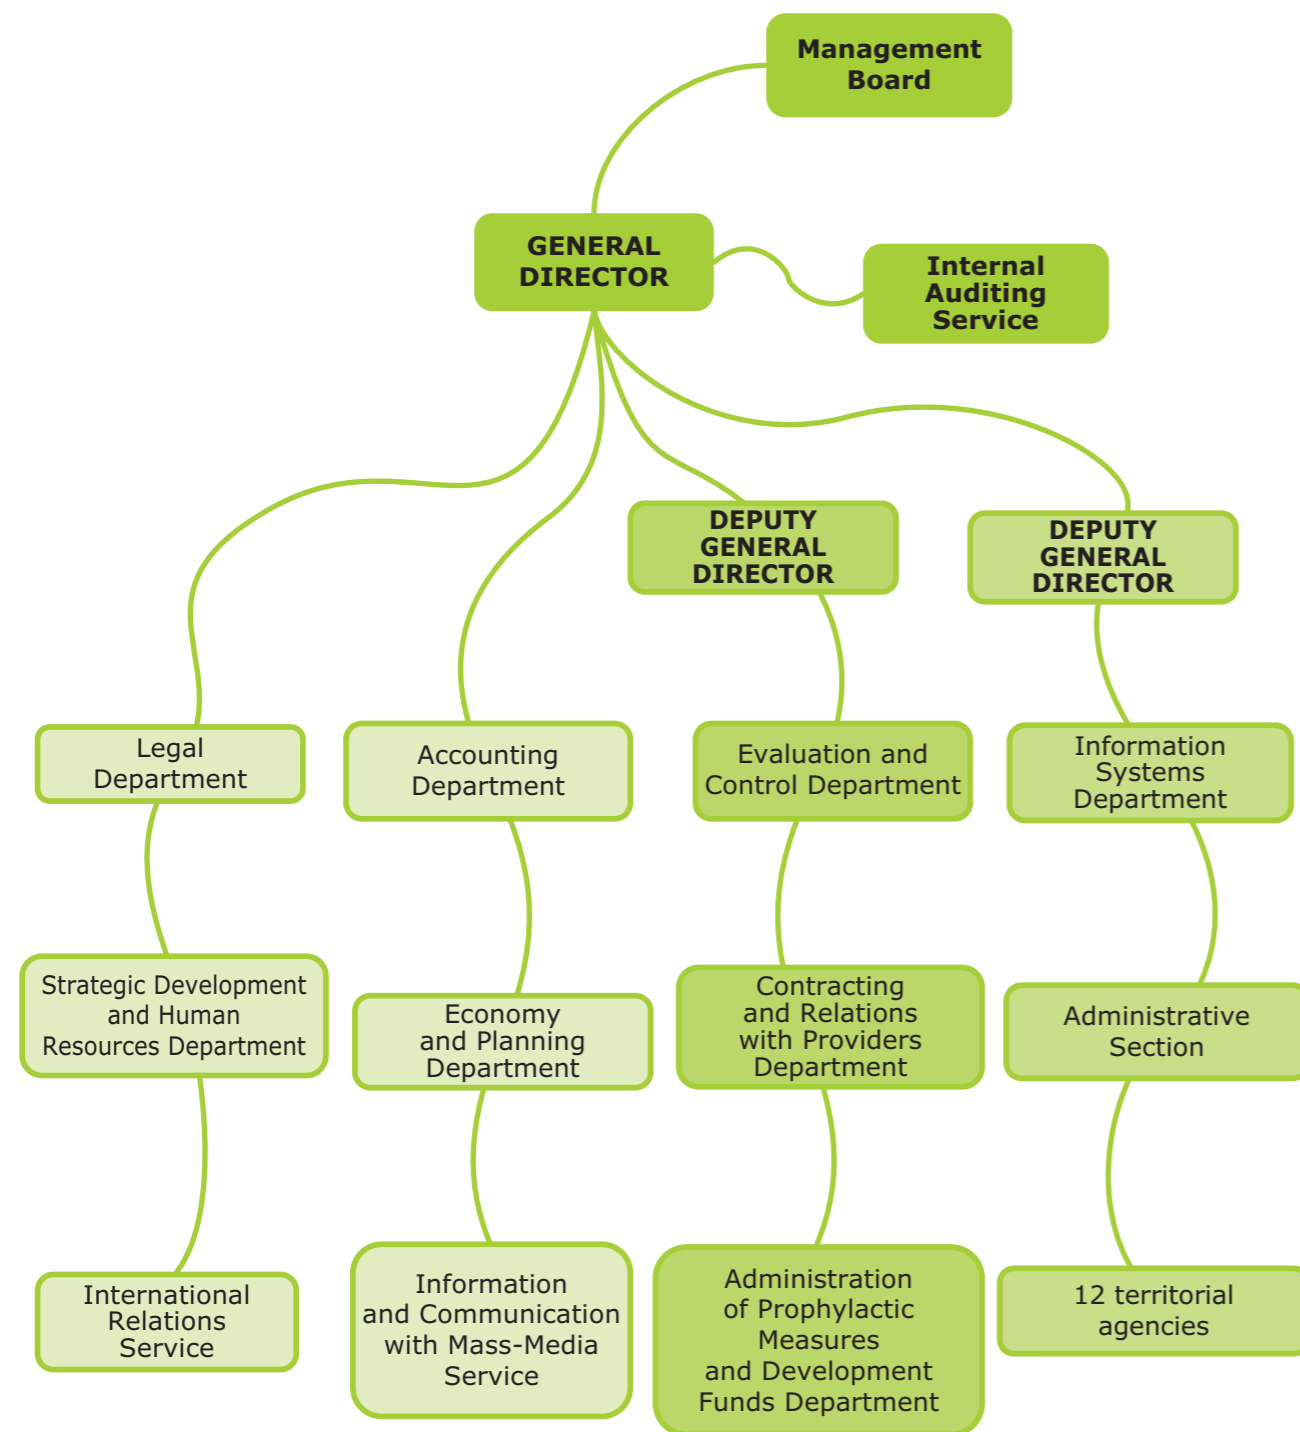 Management
Board
GENERAL
DIRECTOR
Internal
Auditing
Service
DEPUTY
GENERAL
DIRECTOR
DEPUTY
GENERAL
DIRECTOR
Legal
Department
Accounting
Department
Evaluation and
Control Department
Information
Systems
Department
Strategic Development
and Human
Resources Department
Economy
and Planning
Department
Contracting
and Relations
with Providers
Department
Administrative
Section
International
Relations
Service
Information
and Communication
with Mass-Media
Service
Administration
of Prophylactic
Measures
and Development
Funds Department
12 territorial
agencies